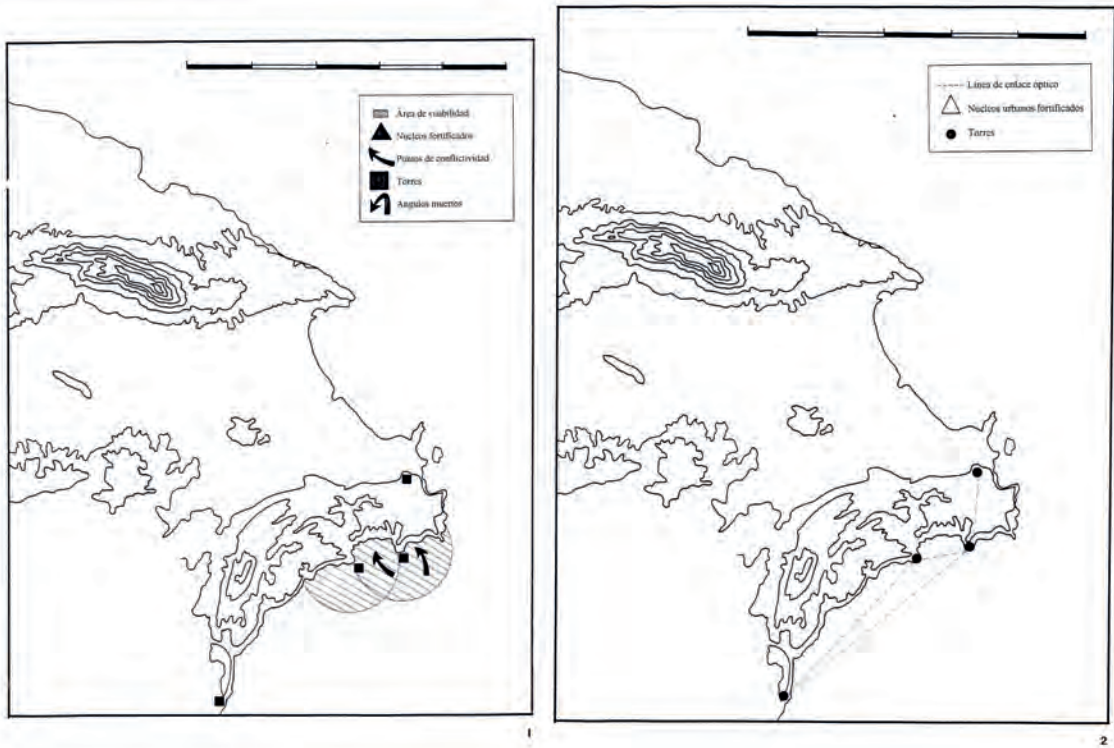 Área de visibilidad
Nucleos fortificados
Puntos de conflictividad
Torres
Angulos muertos
1
Línea de enlace óptico
Nucleos urbanos fortificados
Torres
2